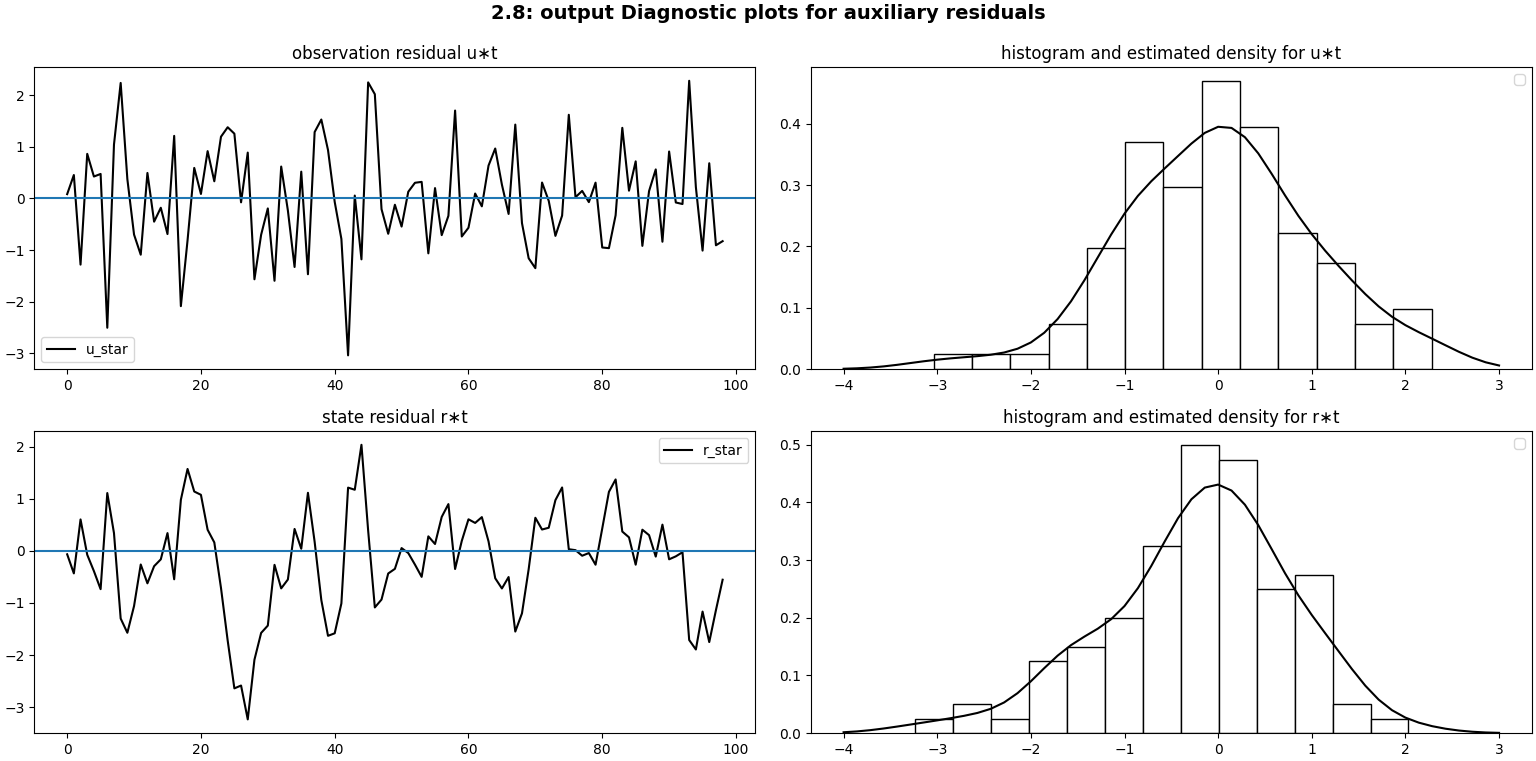 2.8: output Diagnostic plots for auxiliary residuals
observation residual u∗t
2
1
0
−1
−2
−3
u_star
0 20 40 60 80 100
histogram and estimated density for u∗t
0.4
0.3
0.2
0.1
0.0
−4 −3 −2 −1 0 1 2 3
state residual r∗t
r_star
2
1
0
−1
−2
−3
0 20 40 60 80 100
histogram and estimated density for r∗t
0.5
0.4
0.3
0.2
0.1
0.0
−4 −3 −2 −1 0 1 2 3